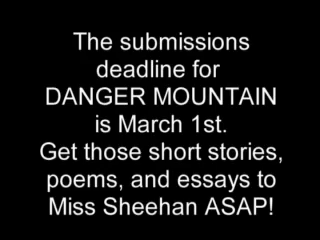 The submissions
deadline for
DANGER MOUNTAIN
is March 1st.
Get those short stories,
poems, and essays to
Miss Sheehan ASAP!